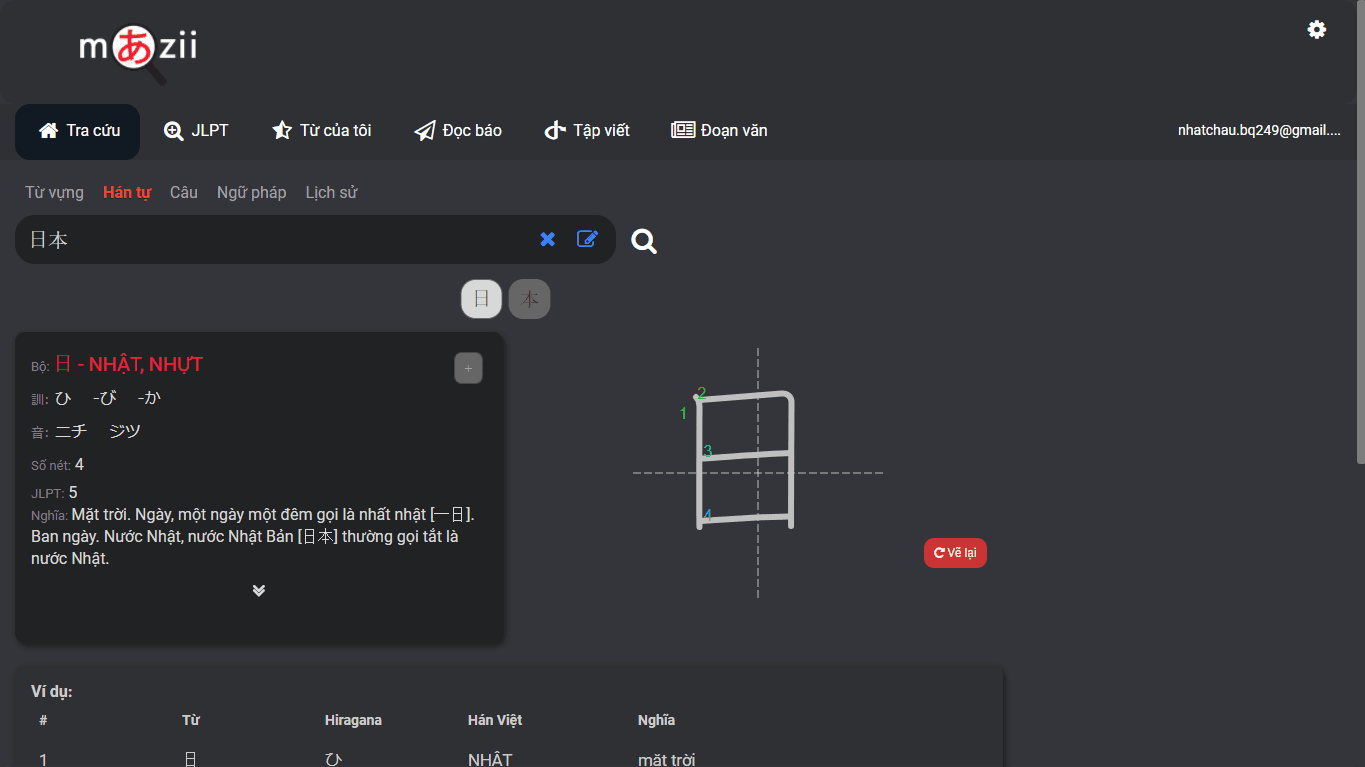 mあzii
Tra cứu JLPT Từ của tôi Đọc báo Tập viết Đoạn văn nhatchau.bq249@gmail....
Từ vựng Hán tự Câu Ngữ pháp Lịch sử
日本
日 本
Bộ: 日 - NHẬT, NHỰT +
訓: ひ -び -か
音: ニチ ジツ
Số nét: 4
JLPT: 5
Nghĩa: Mặt trời. Ngày, một ngày một đêm gọi là nhất nhật [一日].
Ban ngày. Nước Nhật, nước Nhật Bản [日本] thường gọi tắt là
nước Nhật.
2
1
3
4
日
Vẽ lại
Ví dụ:
# Từ Hiragana Hán Việt Nghĩa
1 日 ひ NHẬT mặt trời